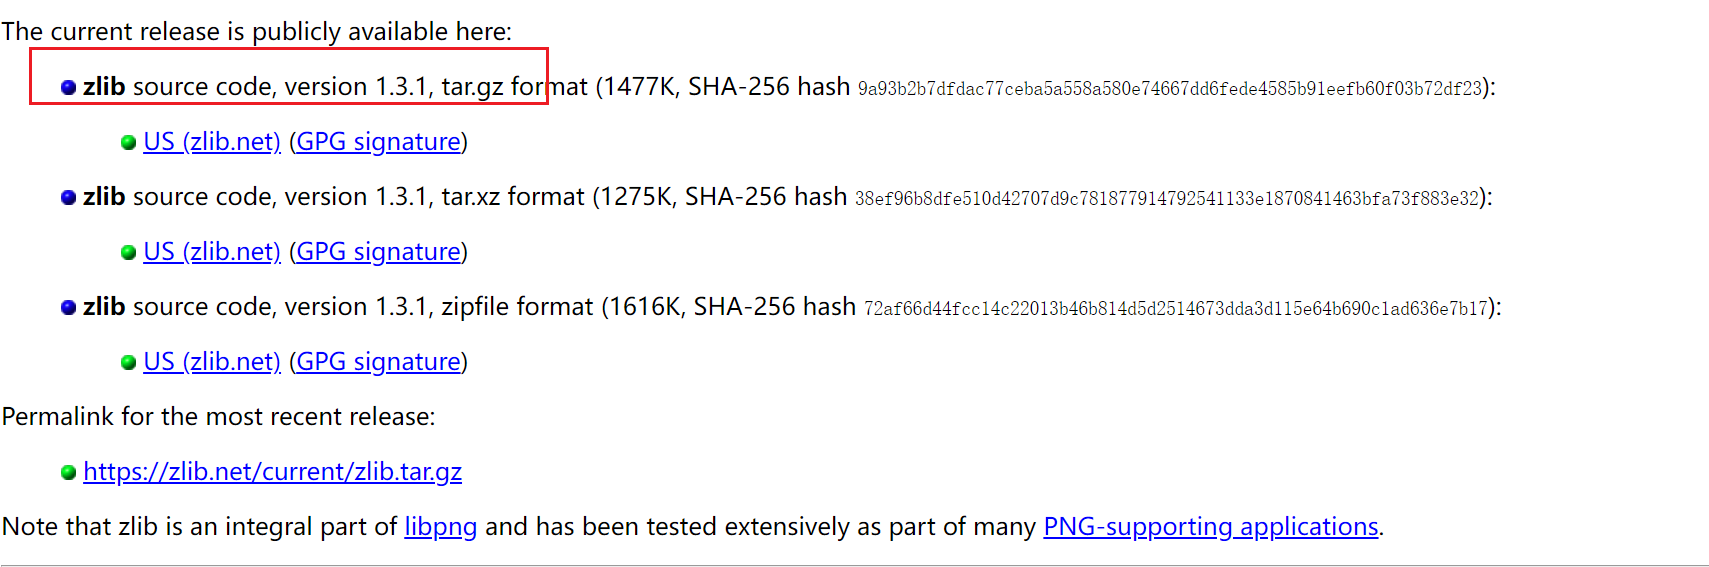 The current release is publicly available here:
zlib source code, version 1.3.1, tar.gz format (1477K, SHA-256 hash 9a93b2b7dfdac77ceba5a558a580e74667dd6fede4585b91eefb60f03b72df23):
US (zlib.net) (GPG signature)
zlib source code, version 1.3.1, tar.xz format (1275K, SHA-256 hash 38ef96b8dfe510d42707d9c781877914792541133e1870841463bfa73f883e32):
US (zlib.net) (GPG signature)
zlib source code, version 1.3.1, zipfile format (1616K, SHA-256 hash 72af66d44fcc14c22013b46b814d5d2514673dda3d115e64b690c1ad636e7b17):
US (zlib.net) (GPG signature)
Permalink for the most recent release:
https://zlib.net/current/zlib.tar.gz
Note that zlib is an integral part of libpng and has been tested extensively as part of many PNG-supporting applications.